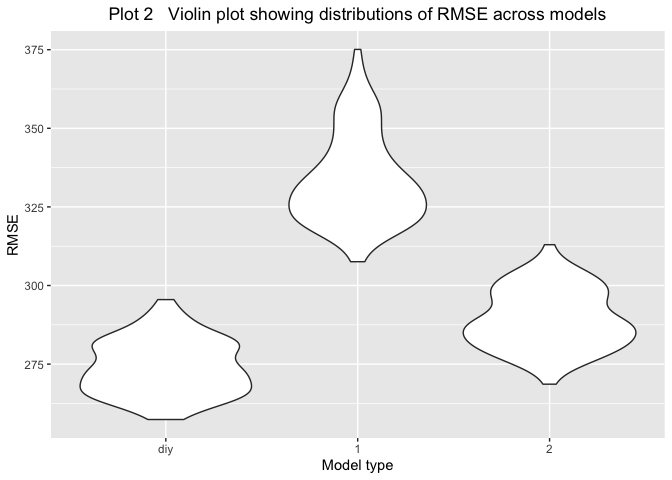 Plot 2   Violin plot showing distributions of RMSE across models
375
350
325
300
275
RMSE
diy
1
2
Model type